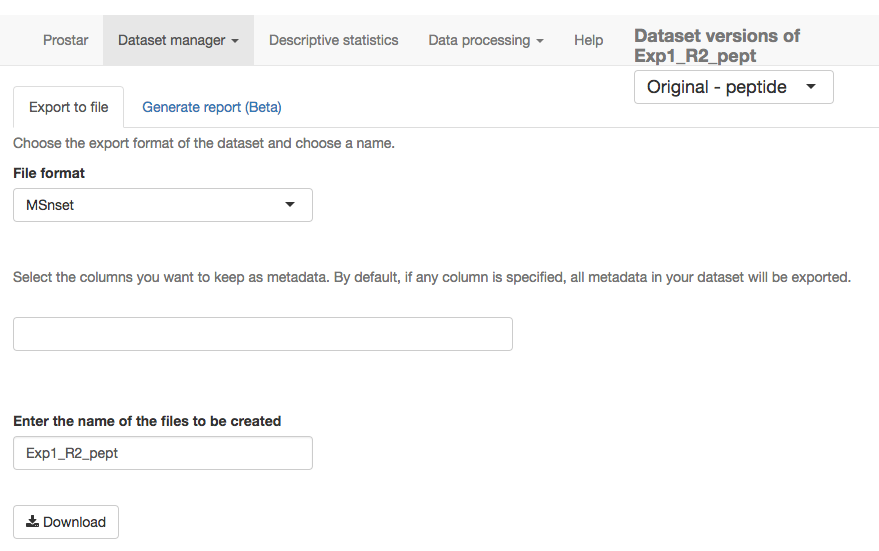 Prostar Dataset manager Descriptive statistics Data processing Help
Dataset versions of
Exp1_R2_pept
Original - peptide
Export to file Generate report (Beta)
Choose the export format of the dataset and choose a name.
File format
MSnset
Select the columns you want to keep as metadata. By default, if any column is specified, all metadata in your dataset will be exported.
Enter the name of the files to be created
Exp1_R2_pept
Download